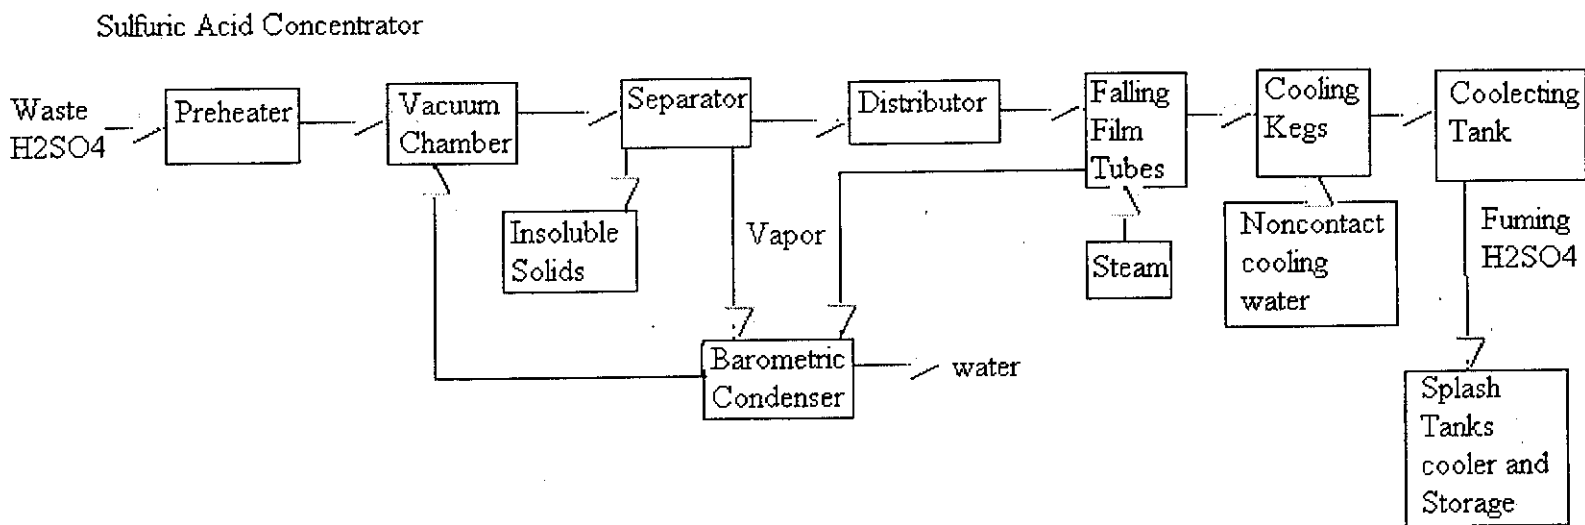 Sulfuric Acid Concentrator
Waste
H2SO4
Preheater
Vacuum
Chamber
Separator
Distributor
Falling
Film
Tubes
Cooling
Kegs
Coolecting
Tank
Insoluble
Solids
Vapor
Steam
Noncontact
cooling
water
Fuming
H2SO4
Barometric
Condenser
water
Splash
Tanks
cooler and
Storage